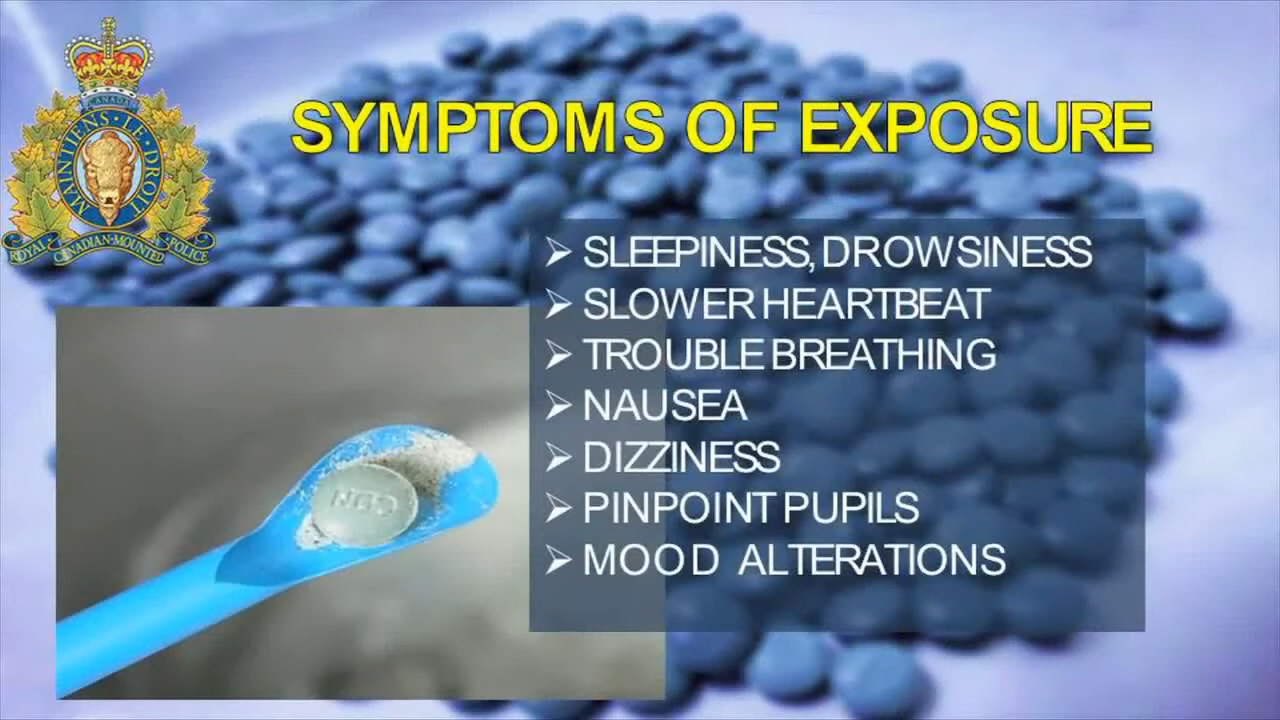 CANADA
MAINTIENS LE DROIT
ROYAL CANADIAN MOUNTED POLICE
SYMPTOMS OF EXPOSURE
SLEEPINESS, DROWSINESS
SLOWER HEARTBEAT
TROUBLE BREATHING
NAUSEA
DIZZINESS
PINPOINT PUPILS
MOOD ALTERATIONS
CDN